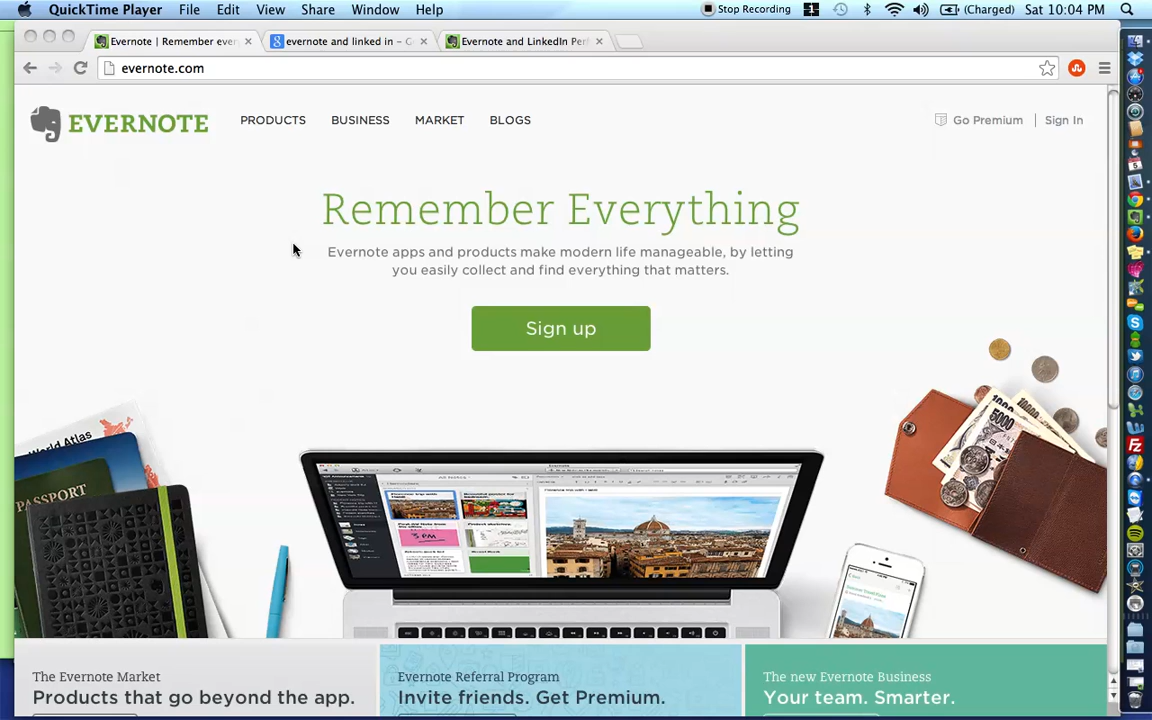 QuickTime Player File Edit View Share Window Help Stop Recording (Charged) Sat 10:04 PM
Evernote | Remember ever evernote and linked in – G Evernote and LinkedIn Per
evernote.com
EVERNOTE PRODUCTS BUSINESS MARKET BLOGS Go Premium Sign In
Remember Everything
Evernote apps and products make modern life manageable, by letting
you easily collect and find everything that matters.
Sign up
World Atlas
PASSPORT
5000
3 PM
The Evernote Market
Products that go beyond the app.
Evernote Referral Program
Invite friends. Get Premium.
The new Evernote Business
Your team. Smarter.